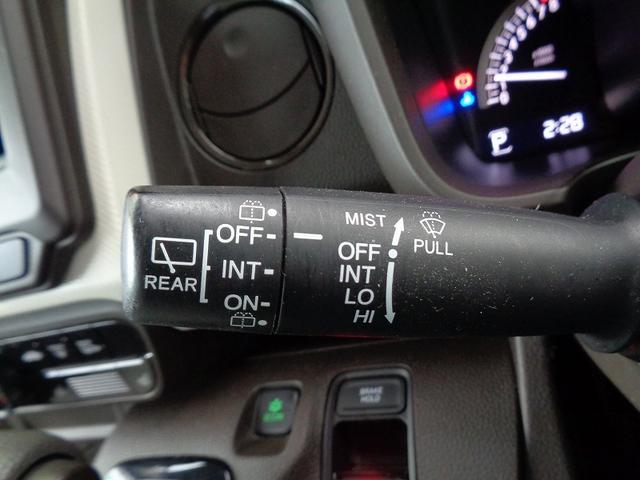 P
2:28
MIST
OFF
OFF
PULL
INT
INT
REAR
LO
ON
HI
BRAKE
HOLD